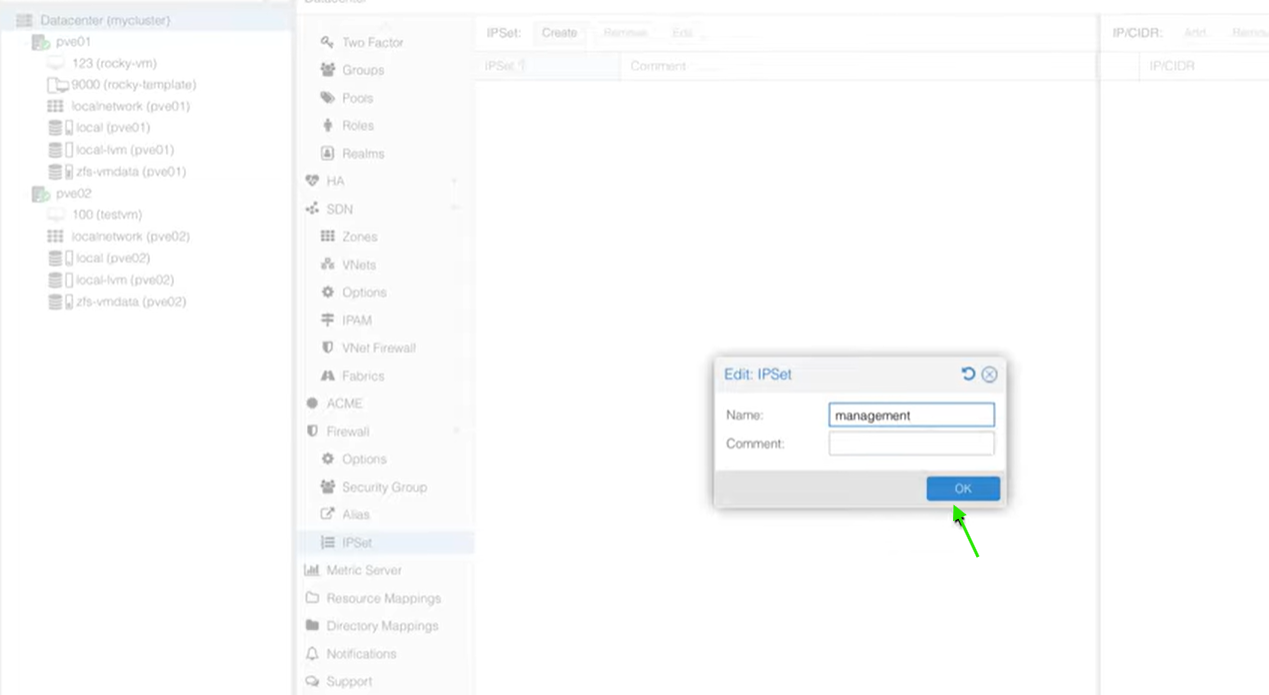 Datacenter
Datacenter (mycluster)
pve01
123 (rocky-vm)
9000 (rocky-template)
localnetwork (pve01)
local (pve01)
local-lvm (pve01)
zfs-vmdata (pve01)
pve02
100 (testvm)
localnetwork (pve02)
local (pve02)
local-lvm (pve02)
zfs-vmdata (pve02)
Two Factor
Groups
Pools
Roles
Realms
HA
SDN
Zones
VNets
Options
IPAM
VNet Firewall
Fabrics
ACME
Firewall
Options
Security Group
Alias
IPSet
Metric Server
Resource Mappings
Directory Mappings
Notifications
Support
IPSet: Create Remove Edit
IPSet Comment
IP/CIDR: Add
IP/CIDR
Edit: IPSet
Name: management
Comment:
OK